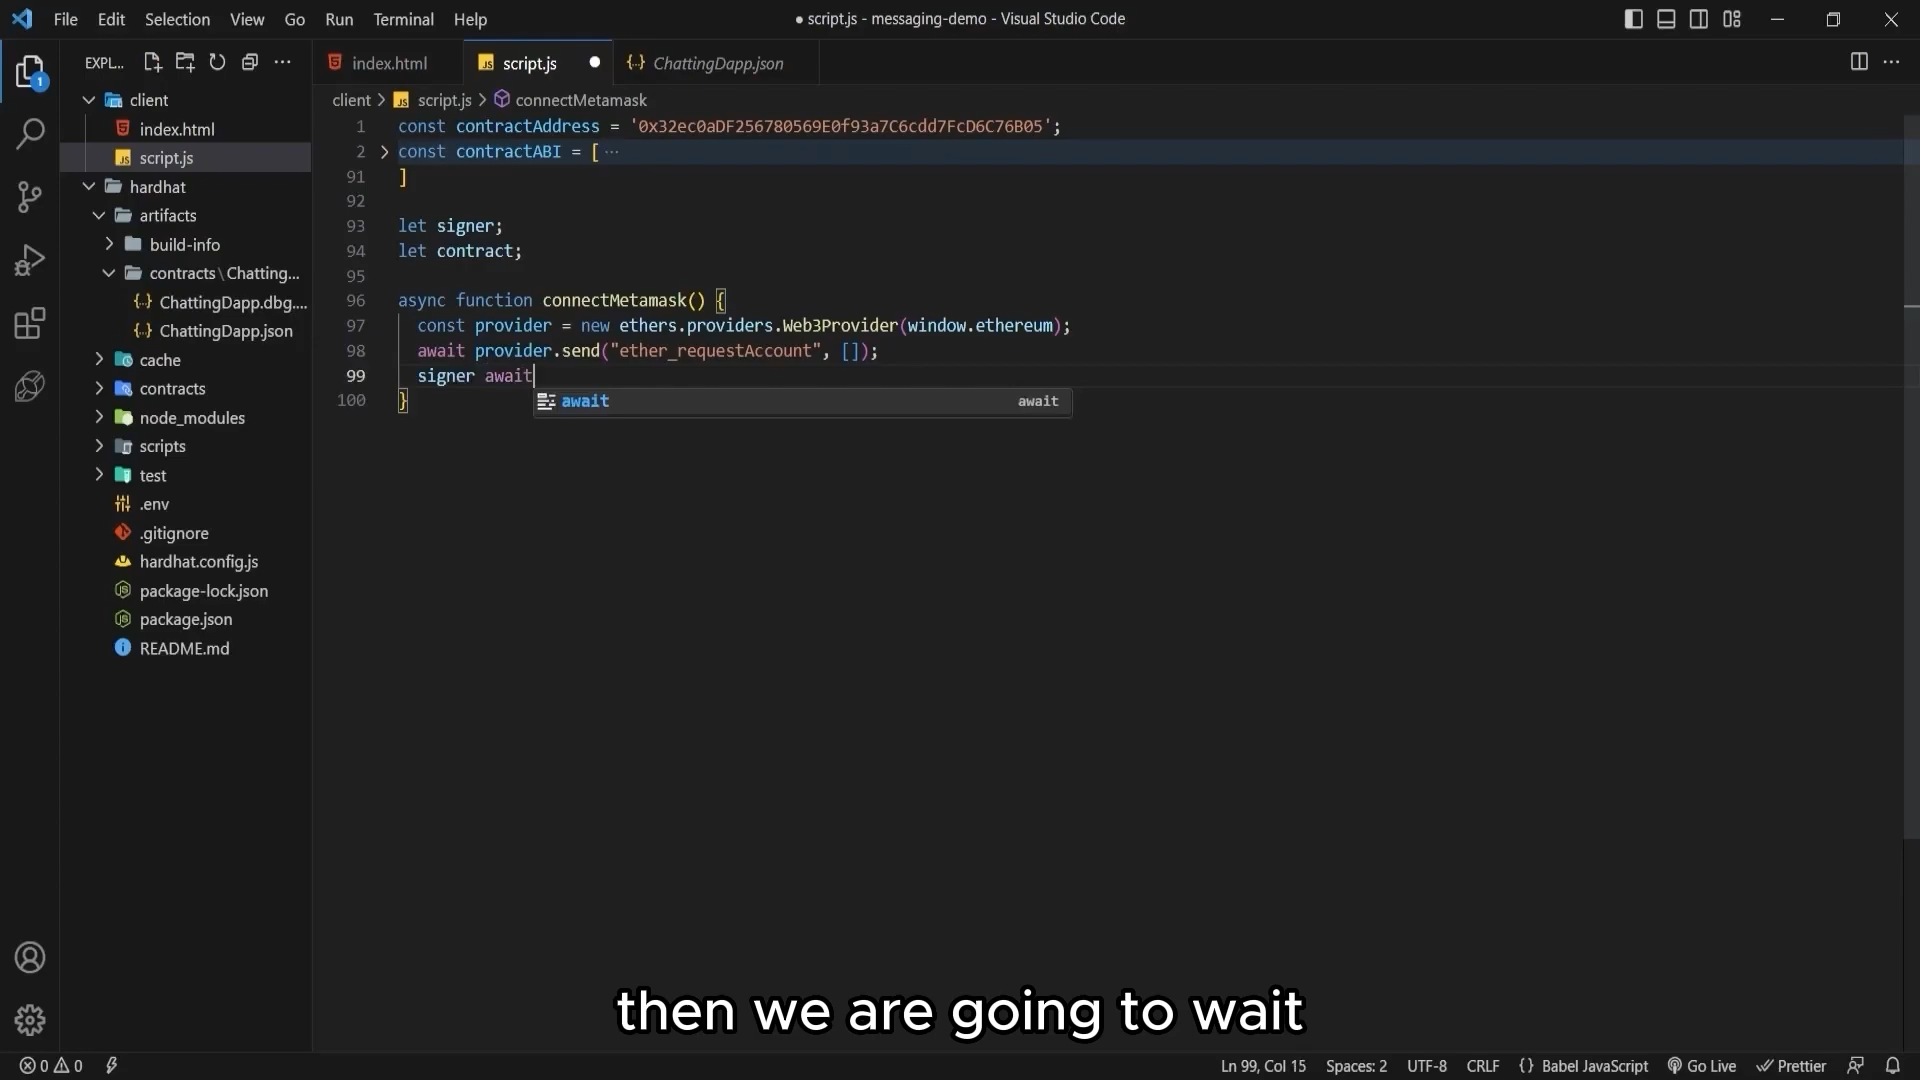 File Edit Selection View Go Run Terminal Help
● script.js - messaging-demo - Visual Studio Code
EXPL...
index.html
script.js
ChattingDapp.json
1
client
index.html
script.js
hardhat
artifacts
build-info
contracts\Chatting...
ChattingDapp.dbg....
ChattingDapp.json
cache
contracts
node_modules
scripts
test
.env
.gitignore
hardhat.config.js
package-lock.json
package.json
README.md
client > script.js > connectMetamask
1 const contractAddress = '0x32ec0aDF256780569E0f93a7C6cdd7FcD6C76B05';
2 const contractABI = [ ...
91 ]
92
93 let signer;
94 let contract;
95
96 async function connectMetamask() {
97 const provider = new ethers.providers.Web3Provider(window.ethereum);
98 await provider.send("ether_requestAccount", []);
99 signer await
100 }
await await
then we are going to wait
0 0
Ln 99, Col 15 Spaces: 2 UTF-8 CRLF {} Babel JavaScript Go Live Prettier